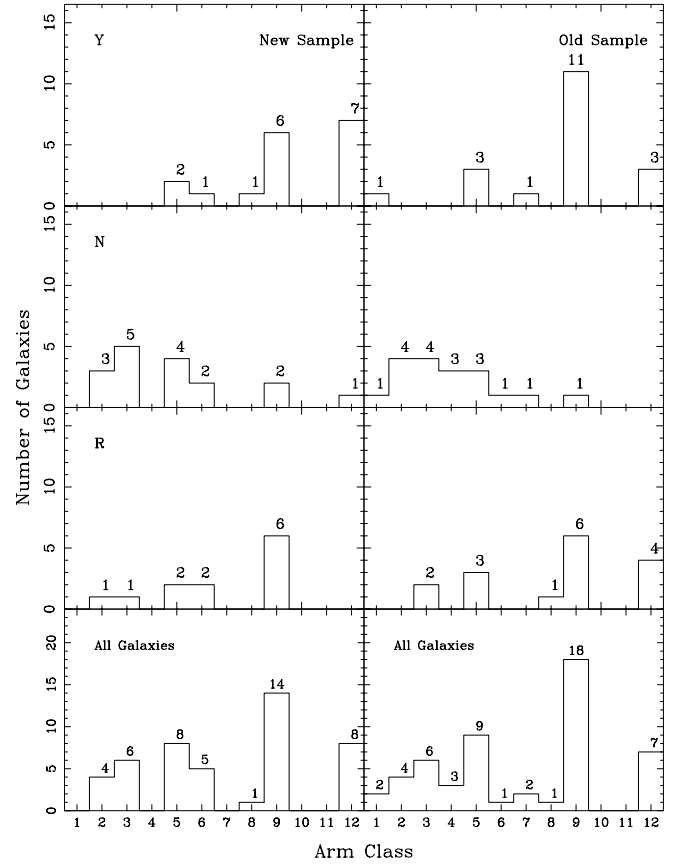 Y New Sample Old Sample
15
10
5
0
2 1 1 6 7
1 3 1 11 3
N
15
10
5
0
3 5 4 2 2 1
1 4 4 3 3 1 1 1
R
15
10
5
0
1 1 2 2 6
2 3 1 6 4
All Galaxies All Galaxies
20
15
10
5
0
4 6 8 5 1 14 8
2 4 6 3 9 1 2 1 18 7
1 2 3 4 5 6 7 8 9 10 11 12 1 2 3 4 5 6 7 8 9 10 11 12
Number of Galaxies
Arm Class